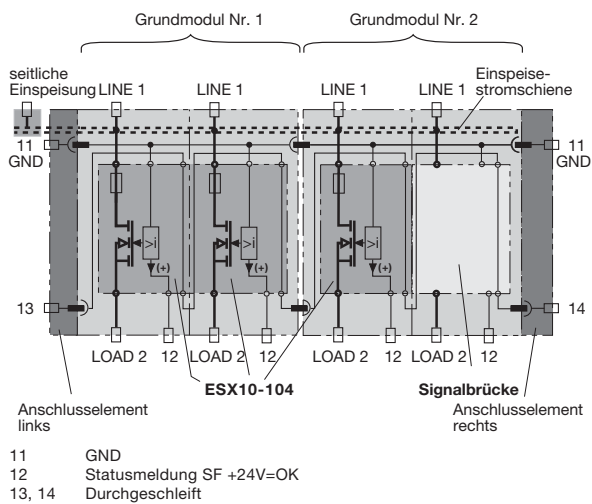 Grundmodul Nr. 1 Grundmodul Nr. 2
seitliche
Einspeisung LINE 1 LINE 1 LINE 1 LINE 1 Einspeise-
stromschiene
11 11
GND GND
>i >i >i
(+) (+) (+)
13 14
LOAD 2 12 LOAD 2 12 LOAD 2 12 LOAD 2 12
ESX10-104 Signalbrücke
Anschlusselement
links
Anschlusselement
rechts
11 GND
12 Statusmeldung SF +24V=OK
13, 14 Durchgeschleift